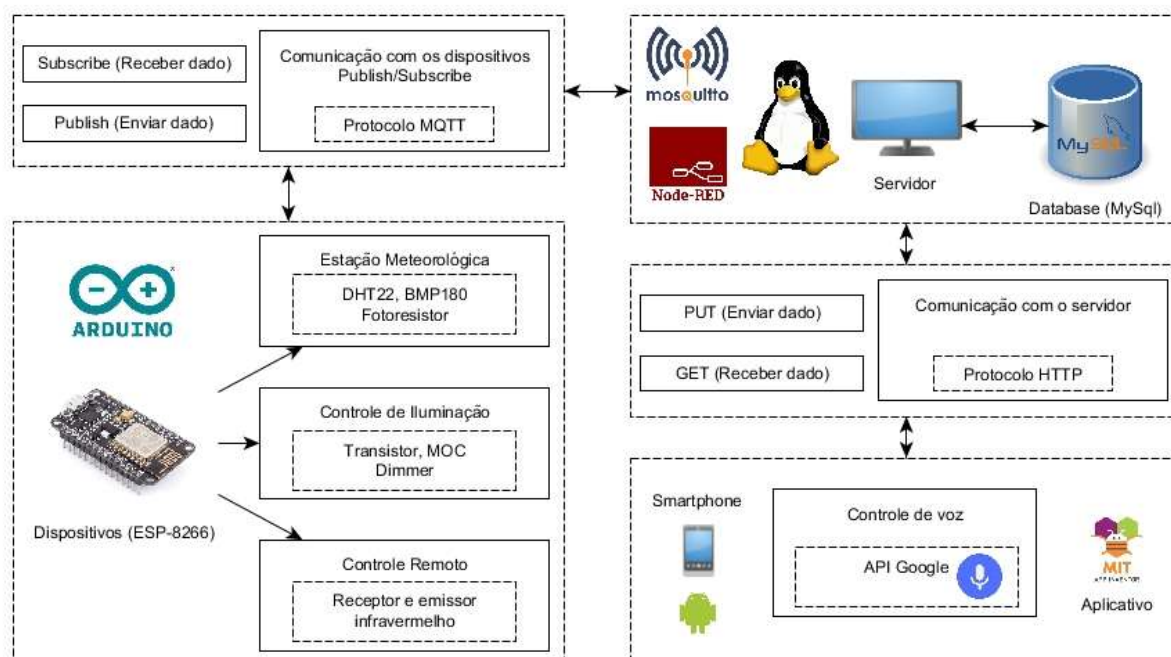 Subscribe (Receber dado)
Publish (Enviar dado)
Comunicação com os dispositivos
Publish/Subscribe
Protocolo MQTT
mosquitto
Node-RED
Servidor
MySQL
Database (MySql)
ARDUINO
Dispositivos (ESP-8266)
Estação Meteorológica
DHT22, BMP180
Fotoresistor
Controle de Iluminação
Transistor, MOC
Dimmer
Controle Remoto
Receptor e emissor
infravermelho
PUT (Enviar dado)
GET (Receber dado)
Comunicação com o servidor
Protocolo HTTP
Smartphone
Controle de voz
API Google
MIT
APP INVENTOR
Aplicativo